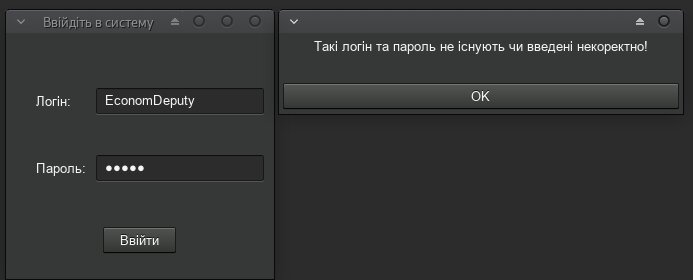 Ввійдіть в систему
Логін:
EconomDeputy
Пароль:
●●●●●
Ввійти
Такі логін та пароль не існують чи введені некоректно!
OK